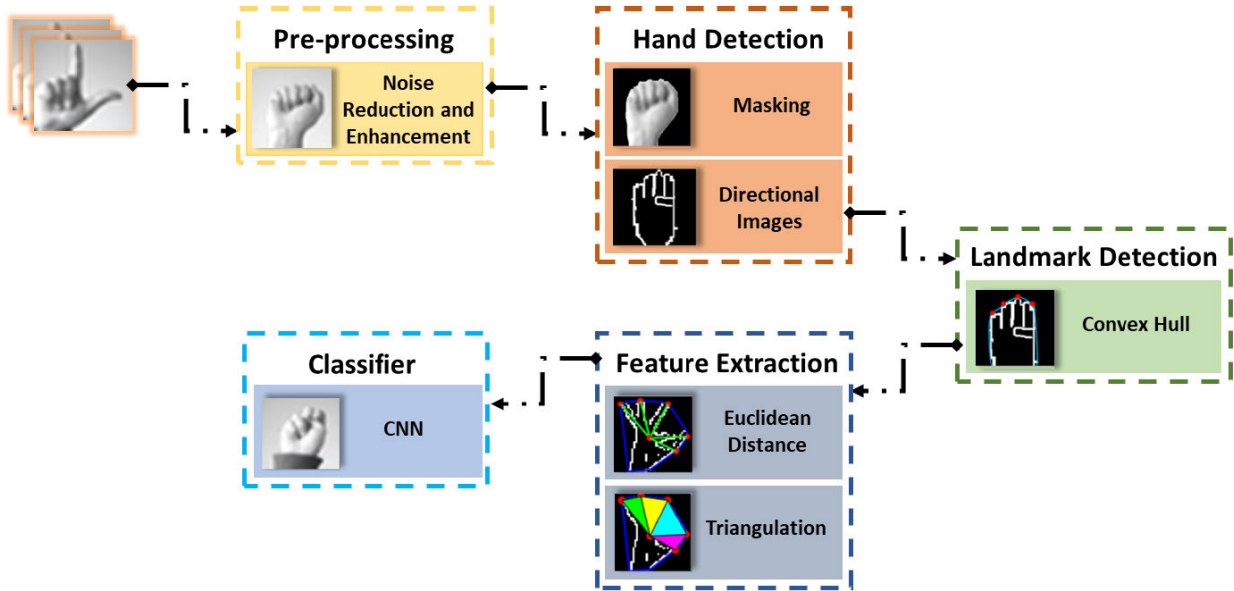 Pre-processing
Noise
Reduction and
Enhancement
Hand Detection
Masking
Directional
Images
Landmark Detection
Convex Hull
Feature Extraction
Euclidean
Distance
Triangulation
Classifier
CNN